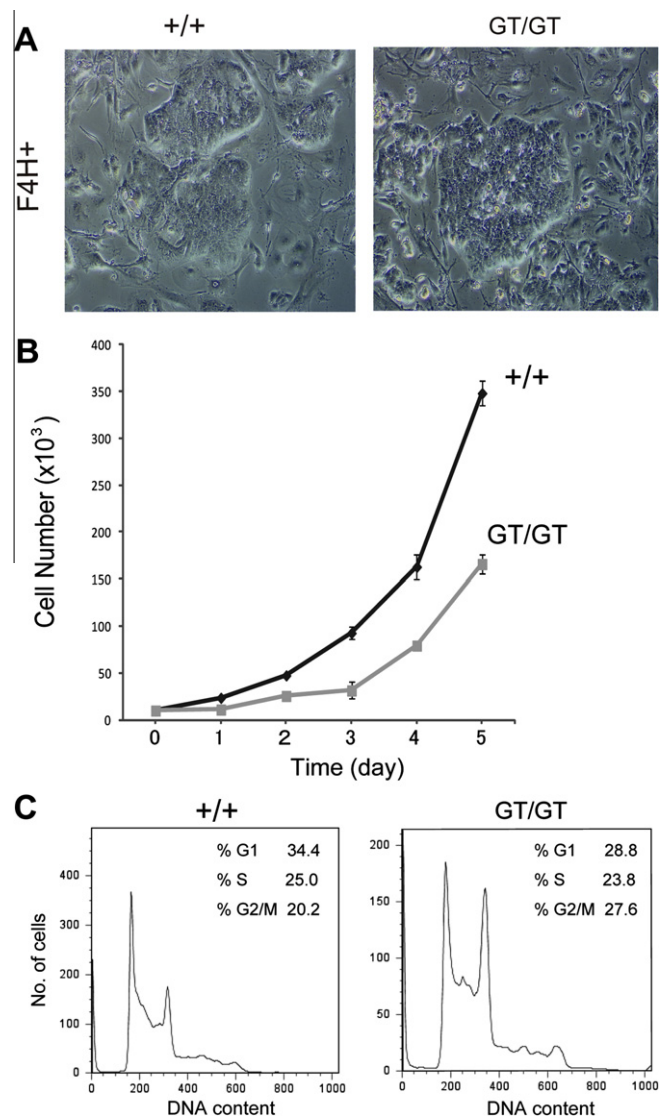 A
+/+
GT/GT
F4H+
B
Cell Number (x10³)
400
350
300
250
200
150
100
50
0
+/+
GT/GT
0 1 2 3 4 5
Time (day)
C
+/+
GT/GT
No. of cells
400
300
200
100
0
% G1 34.4
% S 25.0
% G2/M 20.2
0 200 400 600 800 1000
DNA content
200
150
100
50
0
% G1 28.8
% S 23.8
% G2/M 27.6
0 200 400 600 800 1000
DNA content